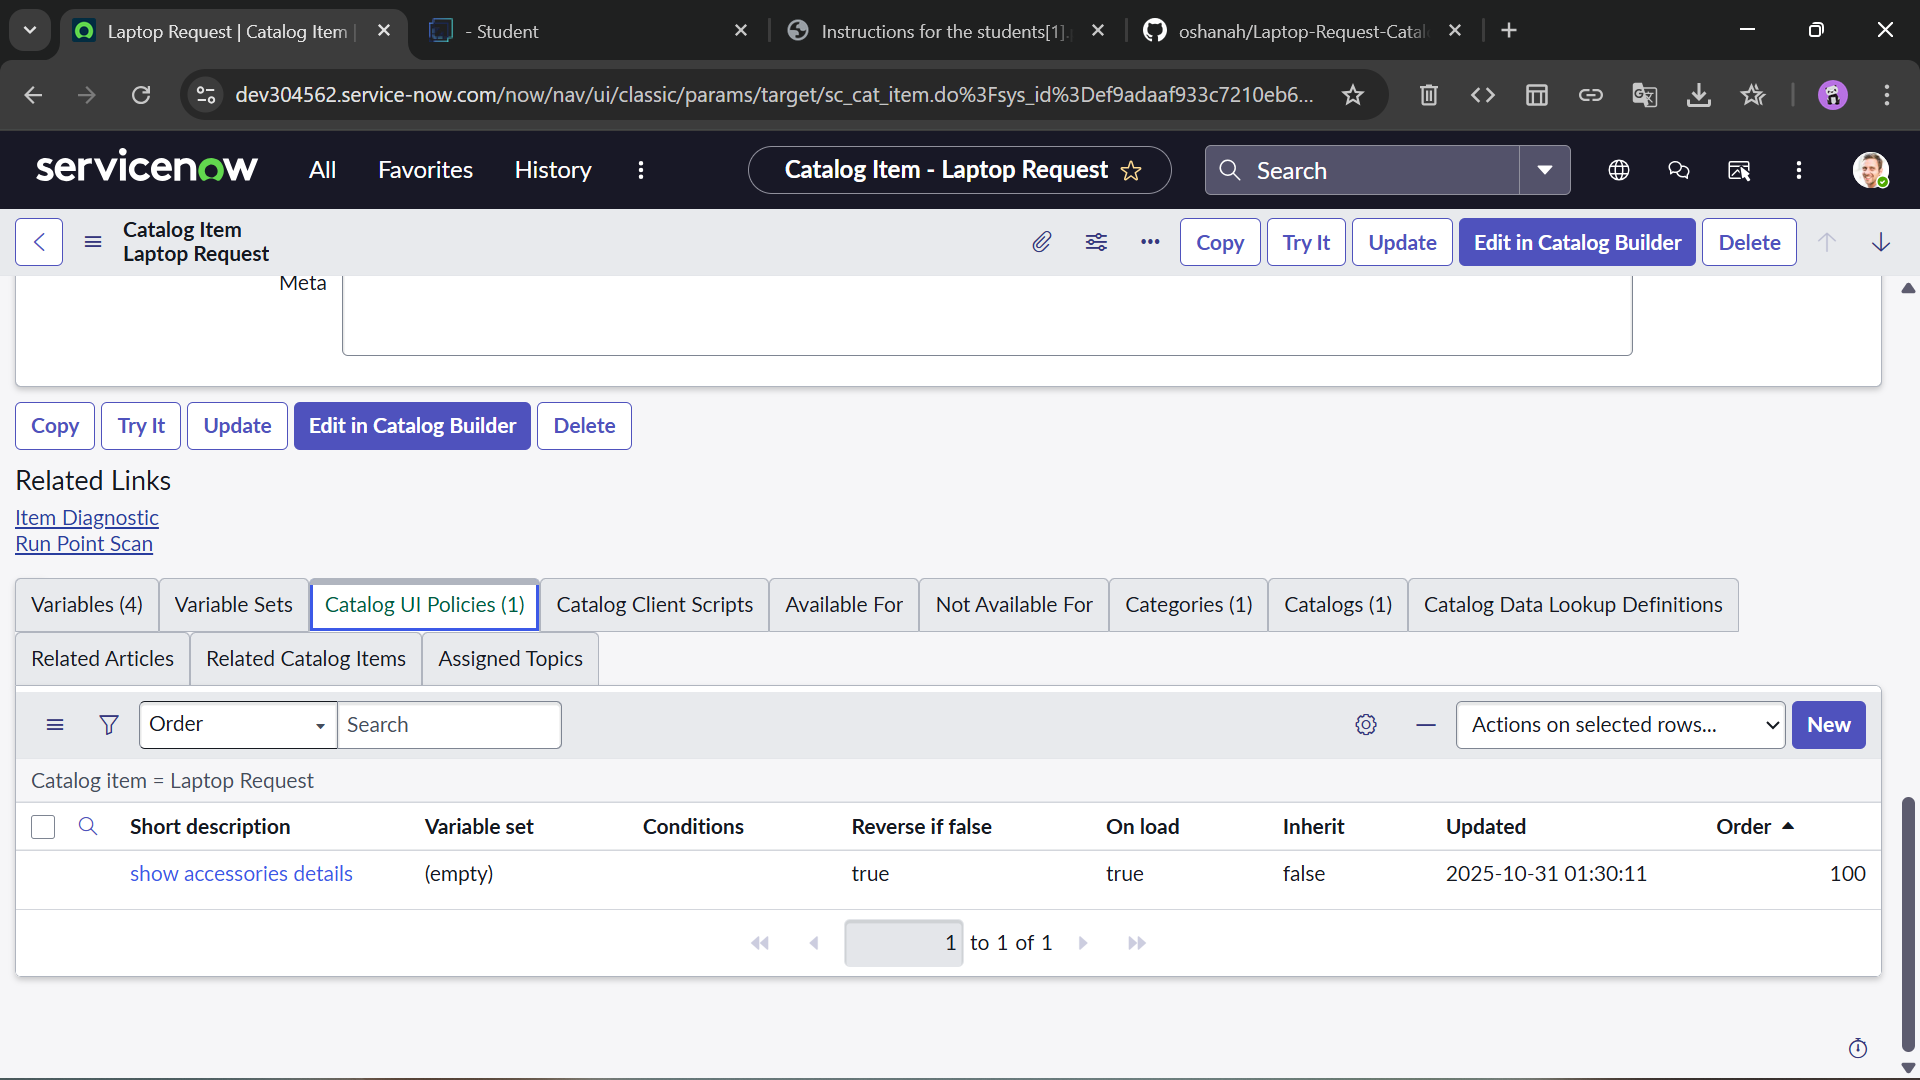 Laptop Request | Catalog Item |
- Student
Instructions for the students[1].
oshanah/Laptop-Request-Catal
dev304562.service-now.com/now/nav/ui/classic/params/target/sc_cat_item.do%3Fsys_id%3Def9adaaf933c7210eb6...
servicenow
All
Favorites
History
Catalog Item - Laptop Request
Search
Catalog Item
Laptop Request
Copy
Try It
Update
Edit in Catalog Builder
Delete
Meta
Copy
Try It
Update
Edit in Catalog Builder
Delete
Related Links
Item Diagnostic
Run Point Scan
Variables (4)
Variable Sets
Catalog UI Policies (1)
Catalog Client Scripts
Available For
Not Available For
Categories (1)
Catalogs (1)
Catalog Data Lookup Definitions
Related Articles
Related Catalog Items
Assigned Topics
Order
Search
Actions on selected rows...
New
Catalog item = Laptop Request
Short description
Variable set
Conditions
Reverse if false
On load
Inherit
Updated
Order
show accessories details
(empty)
true
true
false
2025-10-31 01:30:11
100
1 to 1 of 1